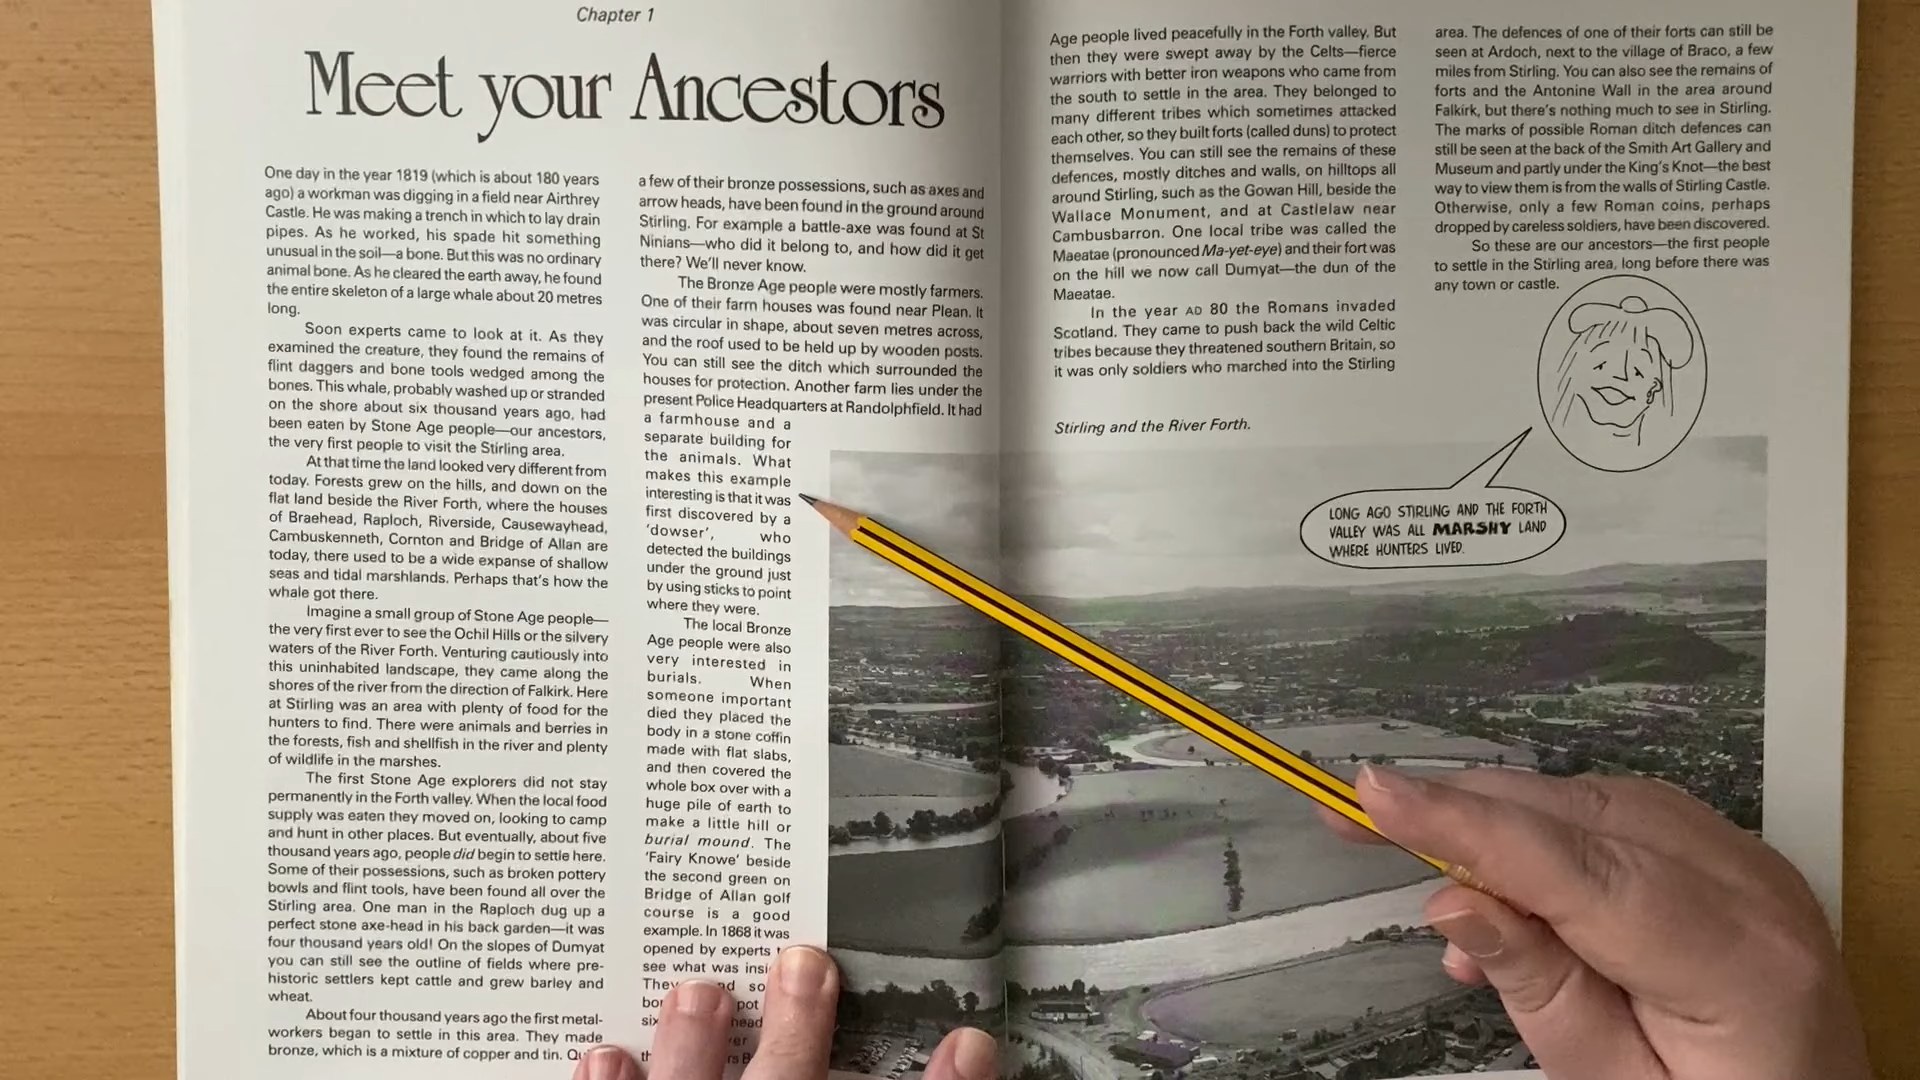 Chapter 1
Meet your Ancestors
One day in the year 1819 (which is about 180 years
ago) a workman was digging in a field near Airthrey
Castle. He was making a trench in which to lay drain
pipes. As he worked, his spade hit something
unusual in the soil—a bone. But this was no ordinary
animal bone. As he cleared the earth away, he found
the entire skeleton of a large whale about 20 metres
long.
Soon experts came to look at it. As they
examined the creature, they found the remains of
flint daggers and bone tools wedged among the
bones. This whale, probably washed up or stranded
on the shore about six thousand years ago, had
been eaten by Stone Age people—our ancestors,
the very first people to visit the Stirling area.
At that time the land looked very different from
today. Forests grew on the hills, and down on the
flat land beside the River Forth, where the houses
of Braehead, Raploch, Riverside, Causewayhead,
Cambuskenneth, Cornton and Bridge of Allan are
today, there used to be a wide expanse of shallow
seas and tidal marshlands. Perhaps that's how the
whale got there.
Imagine a small group of Stone Age people—
the very first ever to see the Ochil Hills or the silvery
waters of the River Forth. Venturing cautiously into
this uninhabited landscape, they came along the
shores of the river from the direction of Falkirk. Here
at Stirling was an area with plenty of food for the
hunters to find. There were animals and berries in
the forests, fish and shellfish in the river and plenty
of wildlife in the marshes.
The first Stone Age explorers did not stay
permanently in the Forth valley. When the local food
supply was eaten they moved on, looking to camp
and hunt in other places. But eventually, about five
thousand years ago, people did begin to settle here.
Some of their possessions, such as broken pottery
bowls and flint tools, have been found all over the
Stirling area. One man in the Raploch dug up a
perfect stone axe-head in his back garden—it was
four thousand years old! On the slopes of Dumyat
you can still see the outline of fields where pre-
historic settlers kept cattle and grew barley and
wheat.
About four thousand years ago the first metal-
workers began to settle in this area. They made
bronze, which is a mixture of copper and tin.
a few of their bronze possessions, such as axes and
arrow heads, have been found in the ground around
Stirling. For example a battle-axe was found at St
Ninians—who did it belong to, and how did it get
there? We'll never know.
The Bronze Age people were mostly farmers.
One of their farm houses was found near Plean. It
was circular in shape, about seven metres across,
and the roof used to be held up by wooden posts.
You can still see the ditch which surrounded the
houses for protection. Another farm lies under the
present Police Headquarters at Randolphfield. It had
a farmhouse and a
separate building for
the animals. What
makes this example
interesting is that it was
first discovered by a
'dowser', who
detected the buildings
under the ground just
by using sticks to point
where they were.
The local Bronze
Age people were also
very interested in
burials. When
someone important
died they placed the
body in a stone coffin
made with flat slabs,
and then covered the
whole box over with a
huge pile of earth to
make a little hill or
burial mound. The
'Fairy Knowe' beside
the second green on
Bridge of Allan golf
course is a good
example. In 1868 it was
opened by experts
see what was
Age people lived peacefully in the Forth valley. But
then they were swept away by the Celts—fierce
warriors with better iron weapons who came from
the south to settle in the area. They belonged to
many different tribes which sometimes attacked
each other, so they built forts (called duns) to protect
themselves. You can still see the remains of these
defences, mostly ditches and walls, on hilltops all
around Stirling, such as the Gowan Hill, beside the
Wallace Monument, and at Castlelaw near
Cambusbarron. One local tribe was called the
Maeatae (pronounced Ma-yet-eye) and their fort was
on the hill we now call Dumyat—the dun of the
Maeatae.
In the year AD 80 the Romans invaded
Scotland. They came to push back the wild Celtic
tribes because they threatened southern Britain, so
it was only soldiers who marched into the Stirling
area. The defences of one of their forts can still be
seen at Ardoch, next to the village of Braco, a few
miles from Stirling. You can also see the remains of
forts and the Antonine Wall in the area around
Falkirk, but there's nothing much to see in Stirling.
The marks of possible Roman ditch defences can
still be seen at the back of the Smith Art Gallery and
Museum and partly under the King's Knot—the best
way to view them is from the walls of Stirling Castle.
Otherwise, only a few Roman coins, perhaps
dropped by careless soldiers, have been discovered.
So these are our ancestors—the first people
to settle in the Stirling area, long before there was
any town or castle.
Stirling and the River Forth.
LONG AGO STIRLING AND THE FORTH
VALLEY WAS ALL MARSHY LAND
WHERE HUNTERS LIVED.